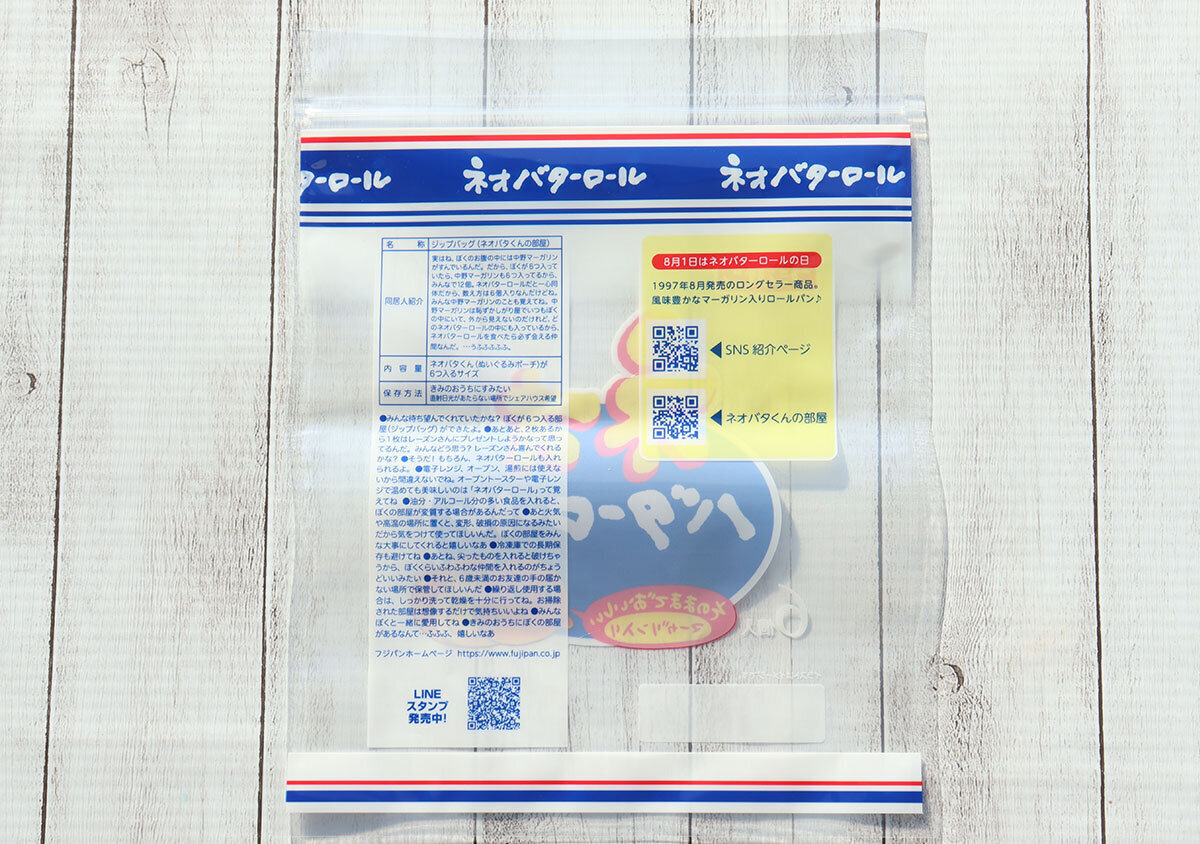 ターロール ネオバターロール ネオバターロール
名 称 ジップバッグ(ネオバタくんの部屋)
同居人紹介
実はね、ぼくのお腹の中には中野マーガリン
がすんでいるんだ。だから、ぼくが6つ入って
いたら、中野マーガリンも6つ入ってるから、
みんなで12個。ネオバターロールだと一心同
体だから、数え方は6個入りなんだけどね。
みんな中野マーガリンのことも覚えてね。中
野マーガリンは恥ずかしがり屋でいつもぼく
の中にいて、外から見えないのだけれど、ど
のネオバターロールの中にも入っているから、
ネオバターロールを食べたら必ず会える仲
間なんだ。…うふふふふふ。
内 容 量 ネオバタくん(ぬいぐるみポーチ)が
6つ入るサイズ
保存方法 きみのおうちにすみたい
直射日光があたらない場所でシェアハウス希望
●みんな待ち望んでくれていたかな? ぼくが6つ入る部
屋(ジップバッグ)ができたよ。●あとあと、2枚あるか
ら1枚はレーズンさんにプレゼントしようかなって思っ
てるんだ。みんなどう思う?レーズンさん喜んでくれる
かな? ●そうだ!もちろん、ネオバターロールも入れ
られるよ。●電子レンジ、オーブン、湯煎には使えな
いから間違えないでね。オーブントースターや電子レン
ジで温めても美味しいのは「ネオバターロール」って覚
えてね ●油分・アルコール分の多い食品を入れると、
ぼくの部屋が変質する場合があるんだって ●あと火気
や高温の場所に置くと、変形、破損の原因になるみたい
だから気をつけて使ってほしいんだ。ぼくの部屋をみん
な大事にしてくれると嬉しいなあ ●冷凍庫での長期保
存も避けてね ●あとね、尖ったものを入れると破けちゃ
うから、ぼくくらいふわふわな仲間を入れるのがちょう
どいいみたい ●それと、6歳未満のお友達の手の届か
ない場所で保管してほしいんだ ●繰り返し使用する場
合は、しっかり洗って乾燥を十分に行ってね。お掃除
された部屋は想像するだけで気持ちいいよね ●みんな
ぼくと一緒に愛用してね ●きみのおうちにぼくの部屋
があるなんて…ふふふ、嬉しいなあ
フジパンホームページ https://www.fujipan.co.jp
LINE
スタンプ
発売中!
8月1日はネオバターロールの日
1997年8月発売のロングセラー商品。
風味豊かなマーガリン入りロールパン♪
◀SNS 紹介ページ
◀ネオバタくんの部屋
そのままでおいしい
マーガリン入り